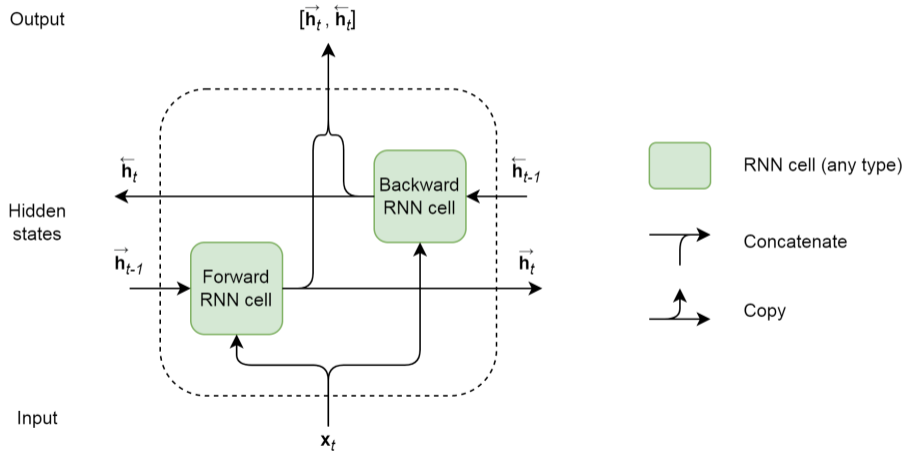 Output
[h⃗t , h⃖t]
h⃖t
h⃖t-1
Backward
RNN cell
Hidden
states
h⃗t-1
h⃗t
Forward
RNN cell
Input
xt
RNN cell (any type)
Concatenate
Copy